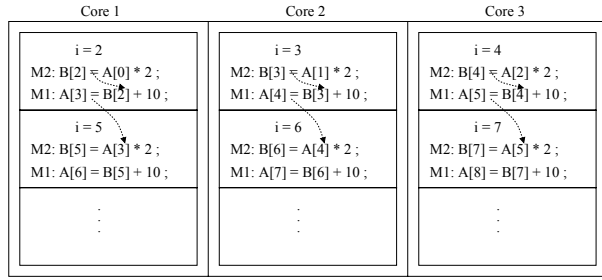 Core 1
Core 2
Core 3
i = 2
M2: B[2] = A[0] * 2 ;
M1: A[3] = B[2] + 10 ;
i = 5
M2: B[5] = A[3] * 2 ;
M1: A[6] = B[5] + 10 ;
i = 3
M2: B[3] = A[1] * 2 ;
M1: A[4] = B[3] + 10 ;
i = 6
M2: B[6] = A[4] * 2 ;
M1: A[7] = B[6] + 10 ;
i = 4
M2: B[4] = A[2] * 2 ;
M1: A[5] = B[4] + 10 ;
i = 7
M2: B[7] = A[5] * 2 ;
M1: A[8] = B[7] + 10 ;